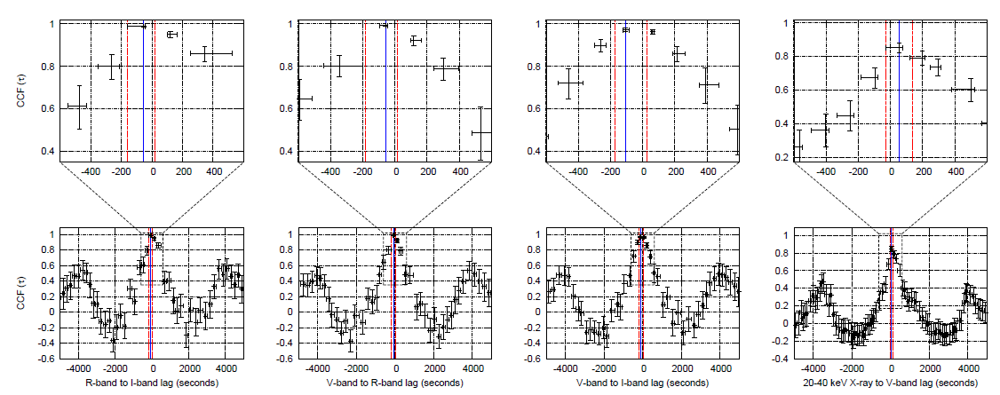 1 1 1 1
0.8 0.8 0.8 0.8
0.6 0.6 0.6 0.6
0.4 0.4 0.4 0.4
0.2
CCF (τ)
-400 -200 0 200 400 -400 -200 0 200 400 -400 -200 0 200 400 -400 -200 0 200 400
1 1 1 1
0.8 0.8 0.8 0.8
0.6 0.6 0.6 0.6
0.4 0.4 0.4 0.4
0.2 0.2 0.2 0.2
0 0 0 0
-0.2 -0.2 -0.2 -0.2
-0.4 -0.4 -0.4 -0.4
-0.6 -0.6 -0.6
CCF (τ)
-4000 -2000 0 2000 4000 -4000 -2000 0 2000 4000 -4000 -2000 0 2000 4000 -4000 -2000 0 2000 4000
R-band to I-band lag (seconds) V-band to R-band lag (seconds) V-band to I-band lag (seconds) 20-40 keV X-ray to V-band lag (seconds)